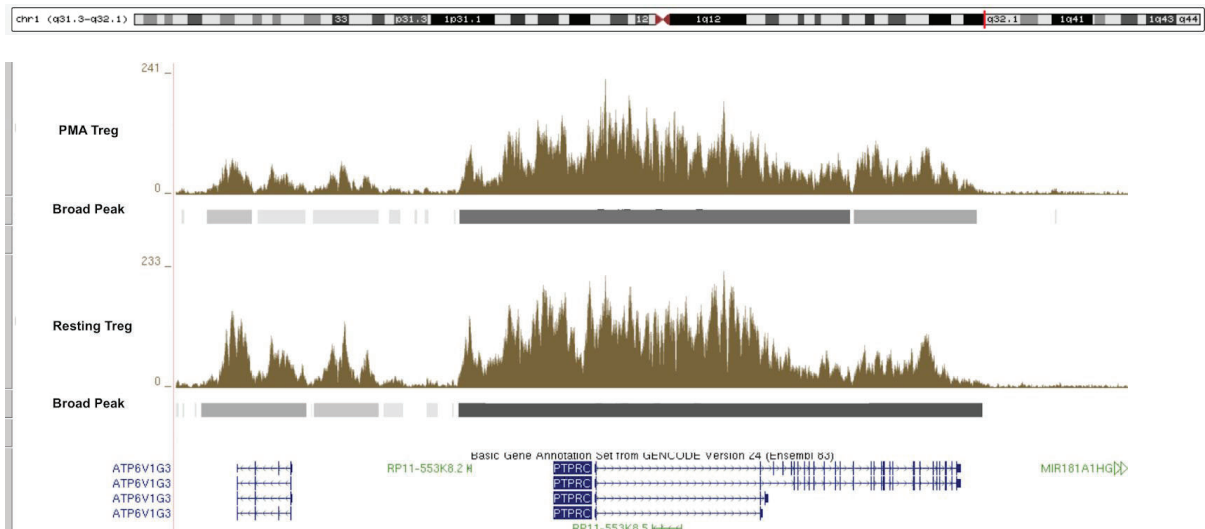 chr1 (q31.3-q32.1) 33 p31.3 1p31.1 12 1q12 q32.1 1q41 1q43 q44
241
PMA Treg
0
Broad Peak
233
Resting Treg
0
Broad Peak
Basic Gene Annotation Set from GENCODE Version 24 (Ensembl 83)
ATP6V1G3 RP11-553K8.2 PTPRC MIR181A1HG
ATP6V1G3 PTPRC
ATP6V1G3 PTPRC
ATP6V1G3 PTPRC
RP11-553K8.5